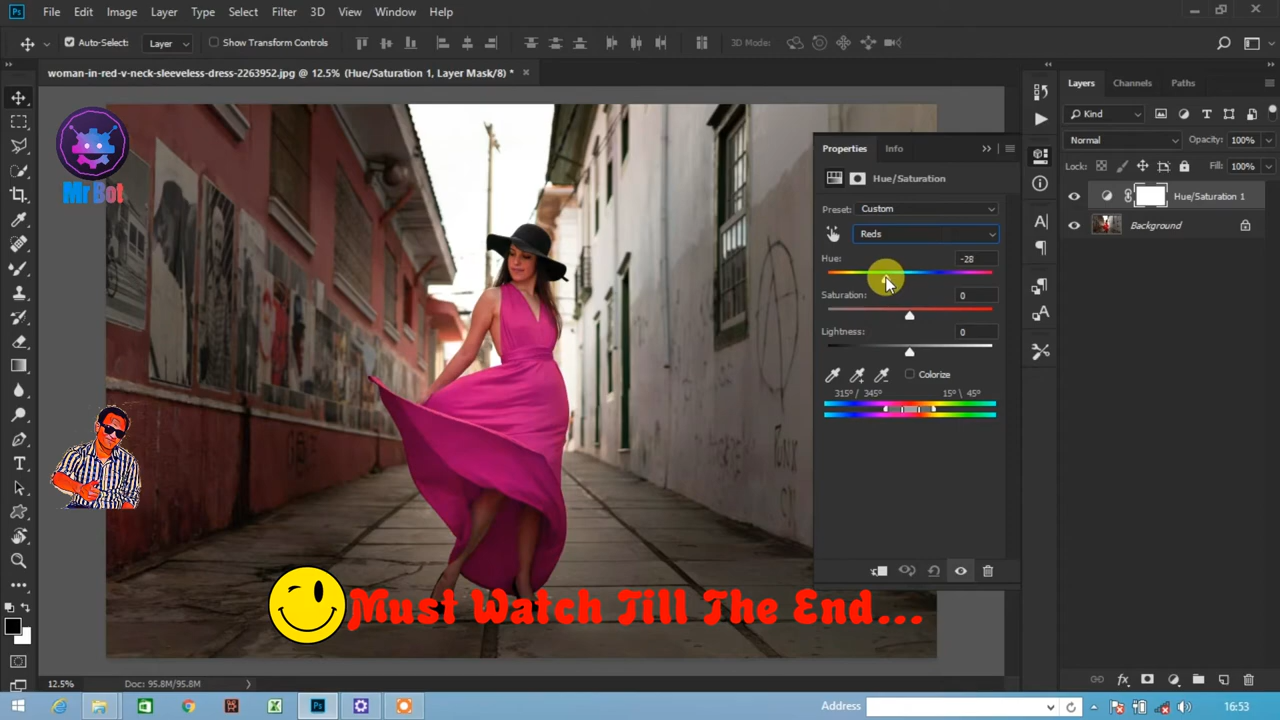 Ps File Edit Image Layer Type Select Filter 3D View Window Help
Auto-Select: Layer Show Transform Controls 3D Mode:
woman-in-red-v-neck-sleeveless-dress-2263952.jpg @ 12.5% (Hue/Saturation 1, Layer Mask/8) *
Mr Bot
Properties Info
Hue/Saturation
Preset: Custom
Reds
Hue: -28
Saturation: 0
Lightness: 0
Colorize
315° / 345° 15° \ 45°
Layers Channels Paths
Kind
Normal Opacity: 100%
Lock: Fill: 100%
Hue/Saturation 1
Background
Must Watch Till The End...
12.5% Doc: 95.8M/95.8M
Address 16:53